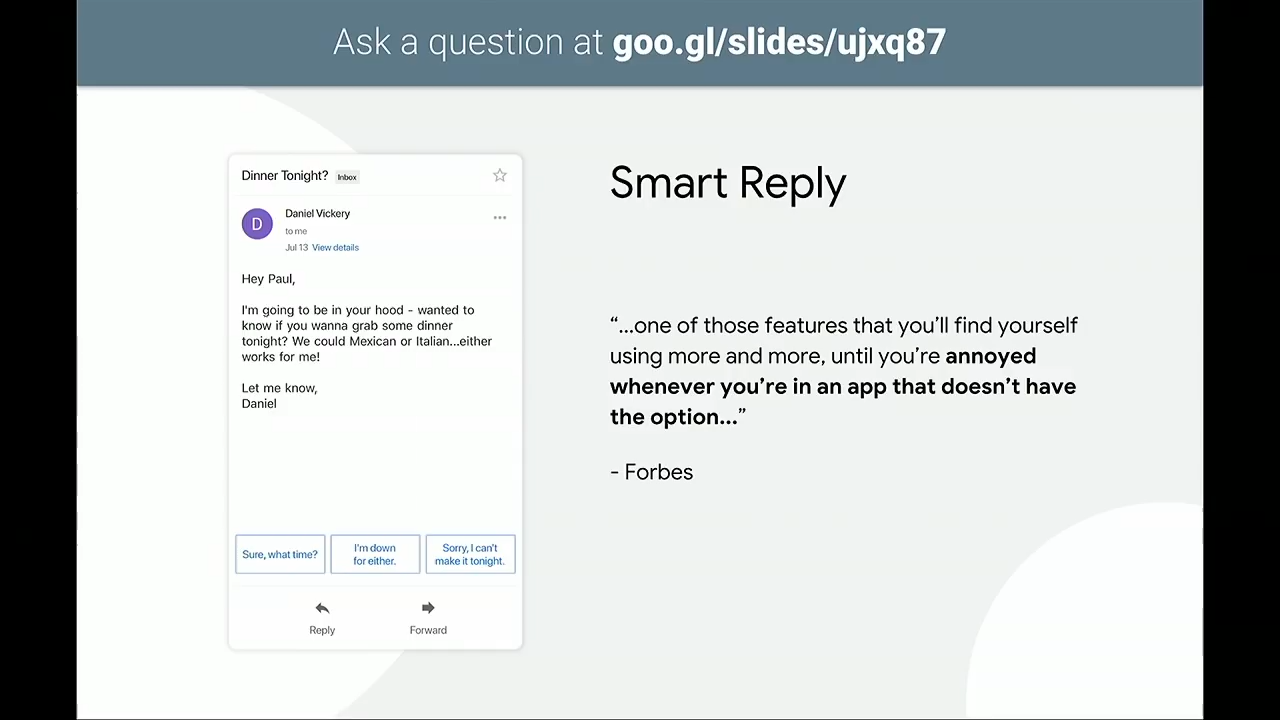 Ask a question at goo.gl/slides/ujxq87
Dinner Tonight? Inbox
D
Daniel Vickery
to me
Jul 13 View details
Hey Paul,
I'm going to be in your hood - wanted to
know if you wanna grab some dinner
tonight? We could Mexican or Italian...either
works for me!
Let me know,
Daniel
Sure, what time?
I'm down
for either.
Sorry, I can't
make it tonight.
Reply
Forward
Smart Reply
“...one of those features that you’ll find yourself
using more and more, until you’re annoyed
whenever you’re in an app that doesn’t have
the option...”
- Forbes